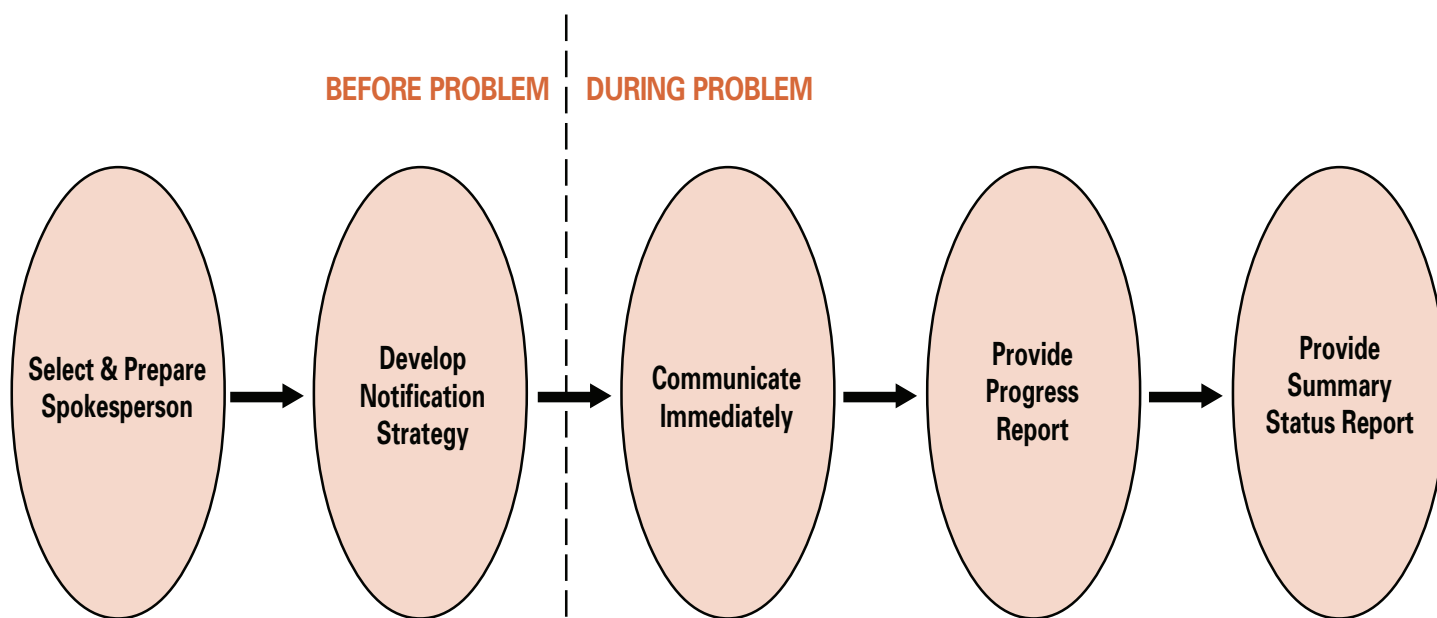 BEFORE PROBLEM
DURING PROBLEM
Select & Prepare
Spokesperson
Develop
Notification
Strategy
Communicate
Immediately
Provide
Progress
Report
Provide
Summary
Status Report